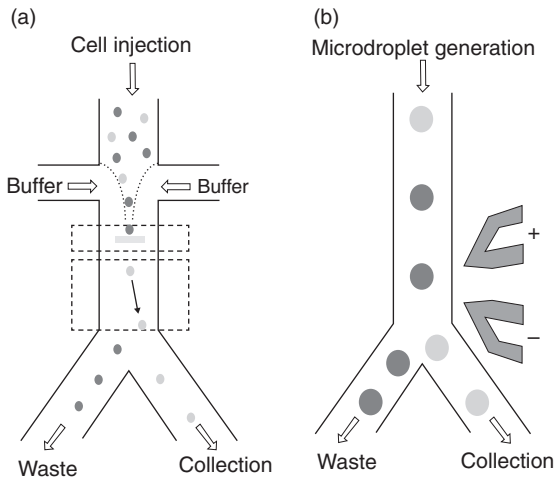 (a)
Cell injection
Buffer
Buffer
Waste
Collection
(b)
Microdroplet generation
+
–
Waste
Collection